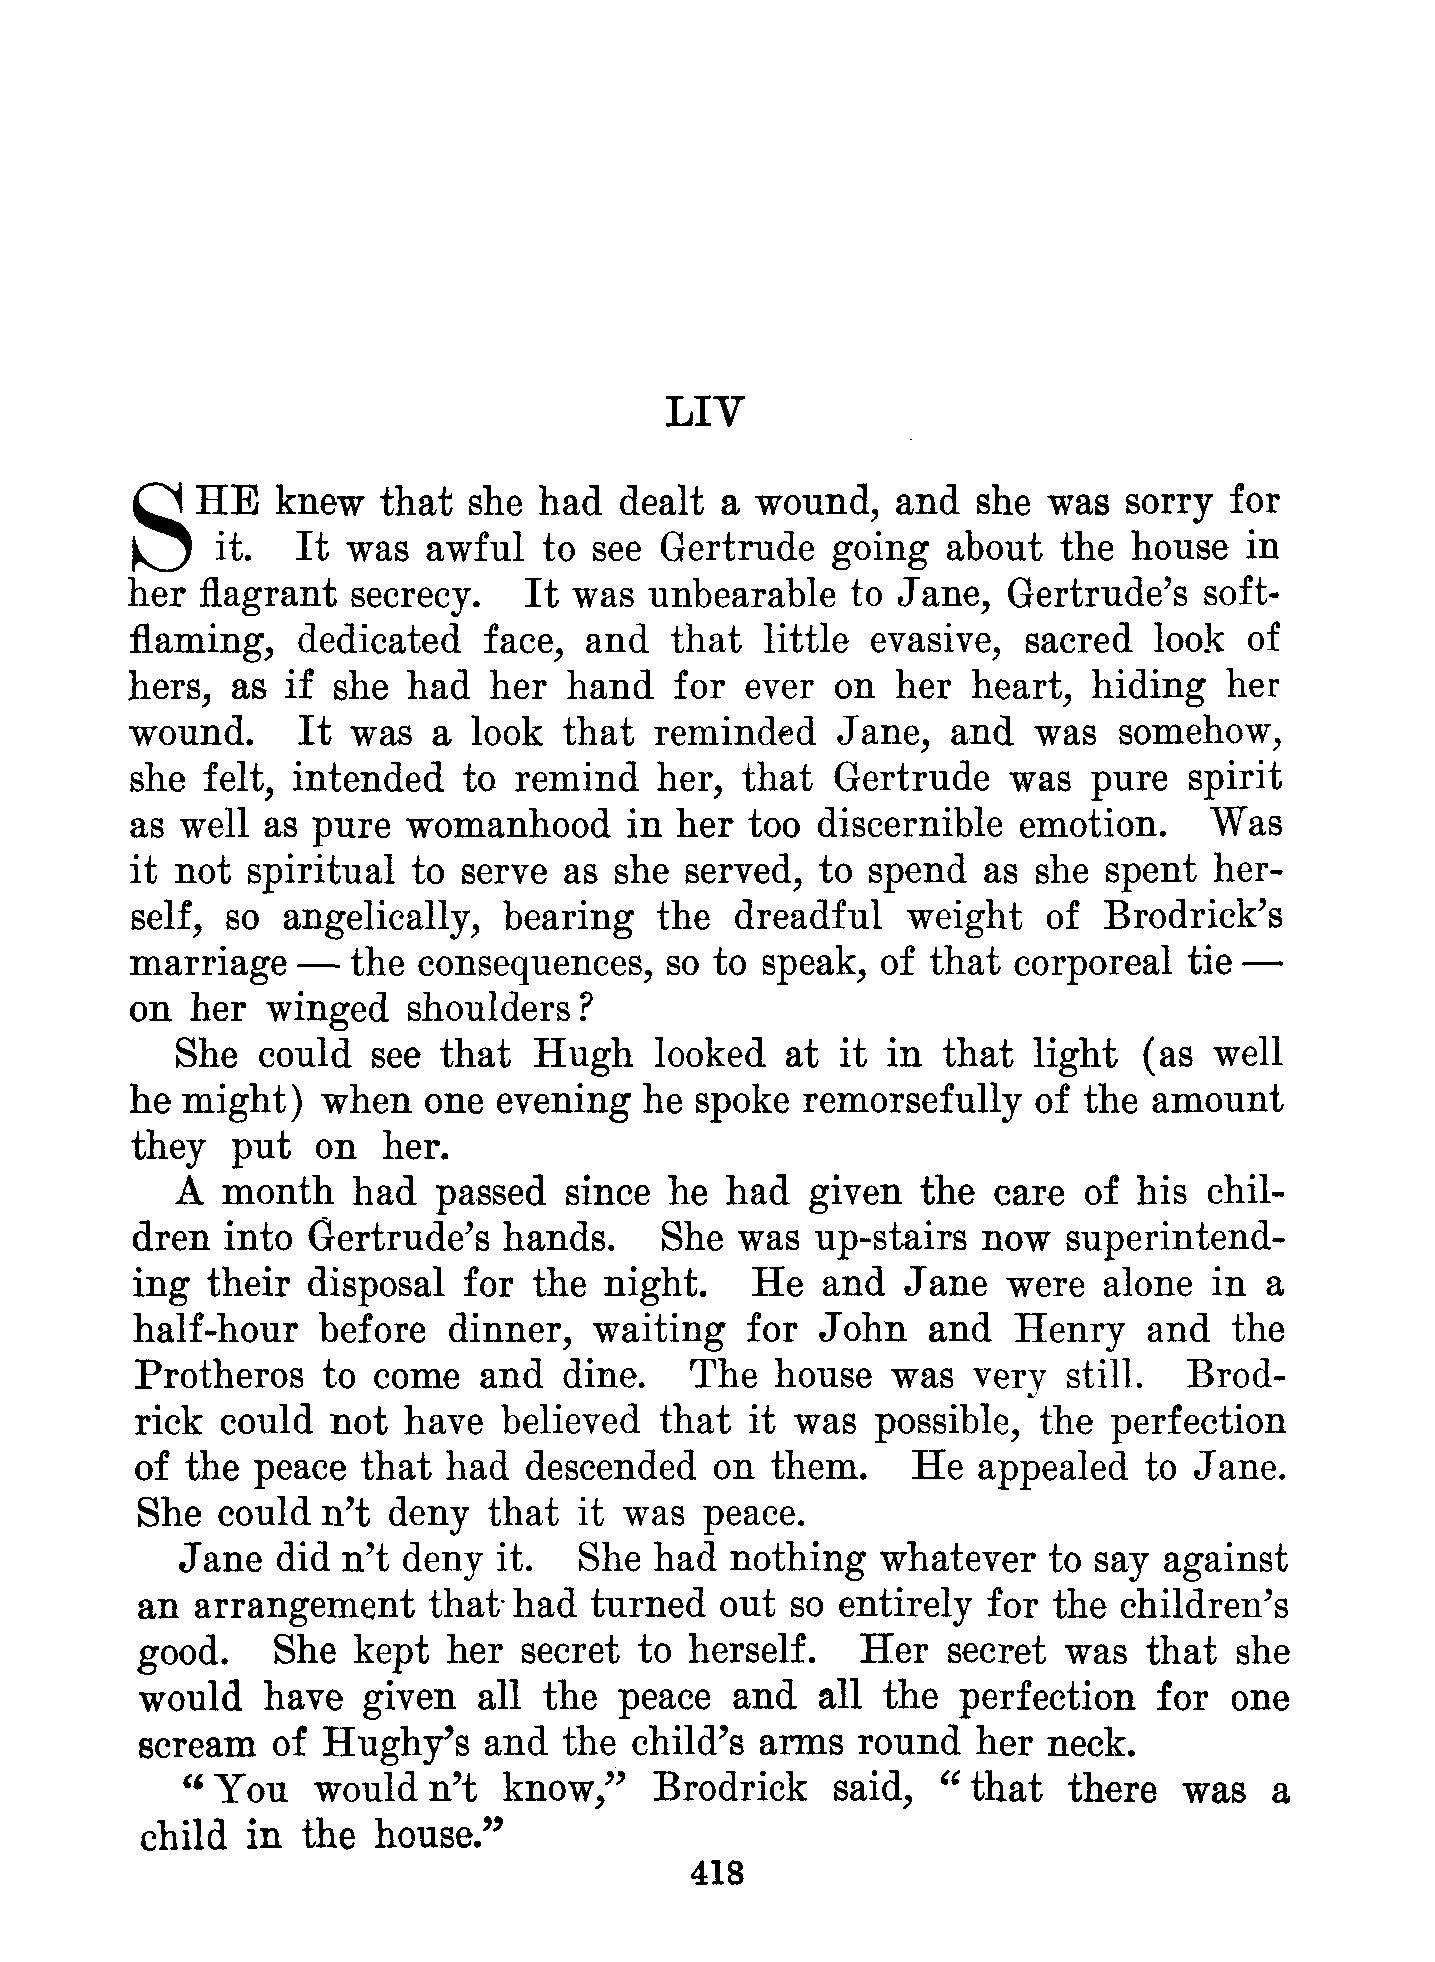 LIV
SHE knew that she had dealt a wound, and she was sorry for
it. It was awful to see Gertrude going about the house in
her flagrant secrecy. It was unbearable to Jane, Gertrude's soft-
flaming, dedicated face, and that little evasive, sacred look of
hers, as if she had her hand for ever on her heart, hiding her
wound. It was a look that reminded Jane, and was somehow,
she felt, intended to remind her, that Gertrude was pure spirit
as well as pure womanhood in her too discernible emotion. Was
it not spiritual to serve as she served, to spend as she spent her-
self, so angelically, bearing the dreadful weight of Brodrick's
marriage — the consequences, so to speak, of that corporeal tie —
on her winged shoulders?
She could see that Hugh looked at it in that light (as well
he might) when one evening he spoke remorsefully of the amount
they put on her.
A month had passed since he had given the care of his chil-
dren into Gertrude's hands. She was up-stairs now superintend-
ing their disposal for the night. He and Jane were alone in a
half-hour before dinner, waiting for John and Henry and the
Protheros to come and dine. The house was very still. Brod-
rick could not have believed that it was possible, the perfection
of the peace that had descended on them. He appealed to Jane.
She could n't deny that it was peace.
Jane did n't deny it. She had nothing whatever to say against
an arrangement that had turned out so entirely for the children's
good. She kept her secret to herself. Her secret was that she
would have given all the peace and all the perfection for one
scream of Hughy's and the child's arms round her neck.
"You would n't know," Brodrick said, "that there was a
child in the house."
418